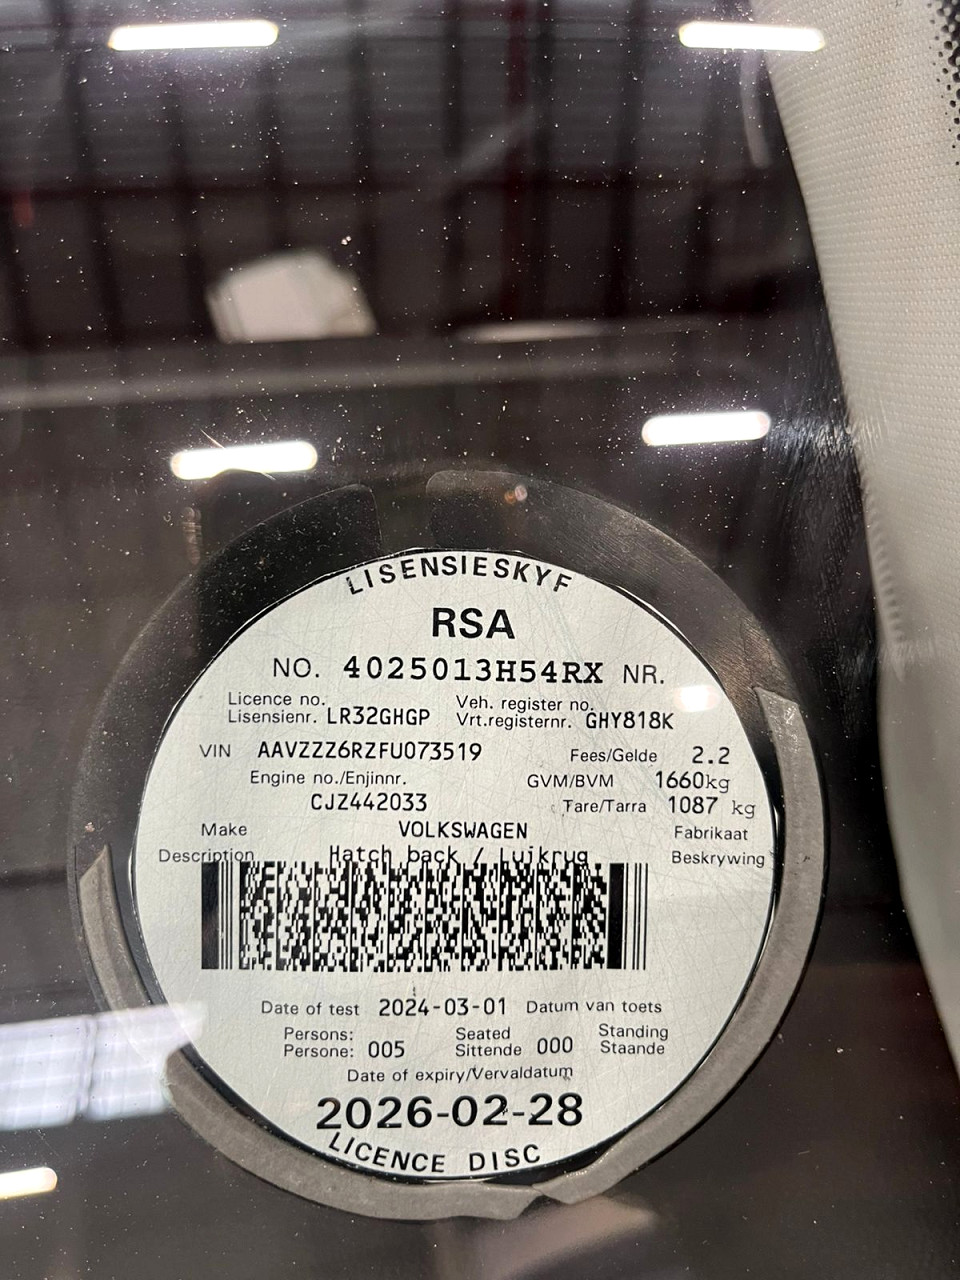 LISENSIESKYF
RSA
NO. 4025013H54RX NR.
Licence no. Veh. register no.
Lisensienr. LR32GHGP Vrt.registernr. GHY818K
VIN AAVZZZ6RZFU073519 Fees/Gelde 2.2
Engine no./Enjinnr. GVM/BVM 1660kg
CJZ442033 Tare/Tarra 1087 kg
Make VOLKSWAGEN Fabrikaat
Description Hatch back / Luikrug Beskrywing
Date of test 2024-03-01 Datum van toets
Persons: Seated Standing
Persone: 005 Sittende 000 Staande
Date of expiry/Vervaldatum
2026-02-28
LICENCE DISC